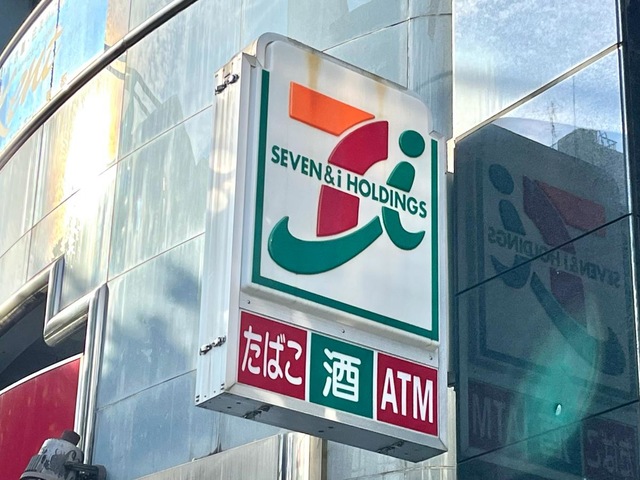 SEVEN & i HOLDINGS
たばこ 酒 ATM